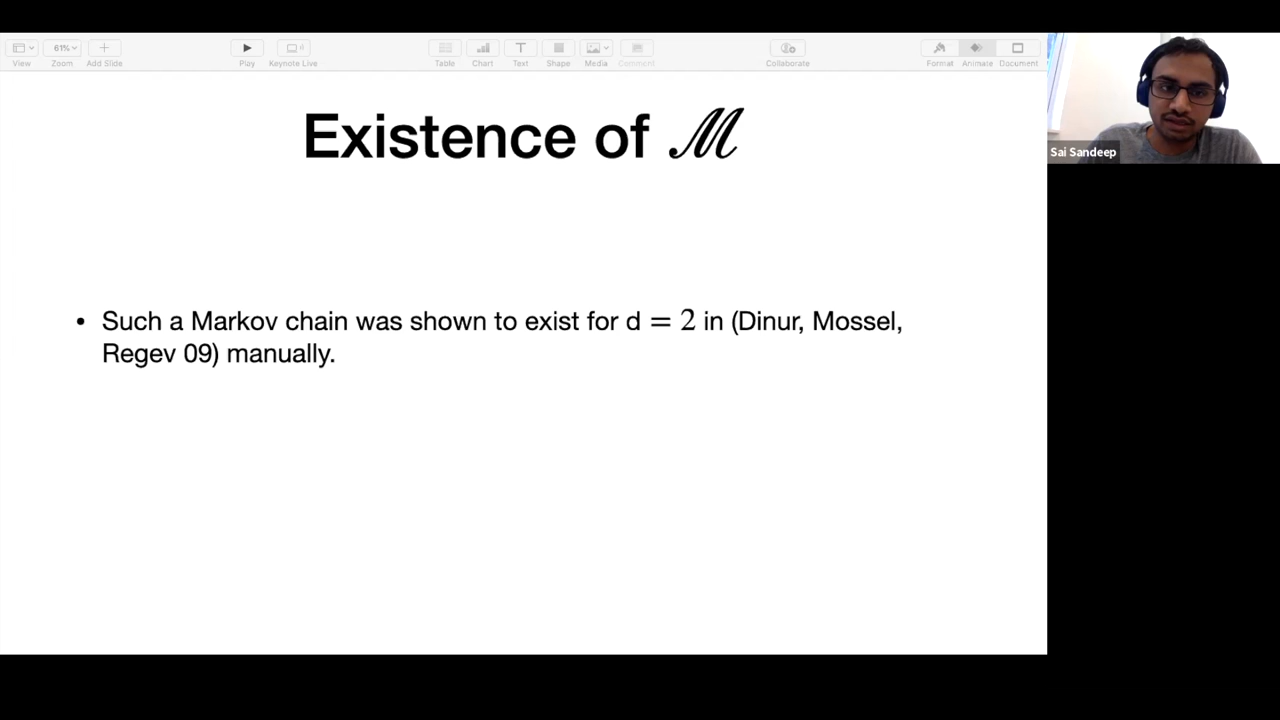 View
61%
Zoom
Add Slide
Play
Keynote Live
Table
Chart
Text
Shape
Media
Comment
Collaborate
Format
Animate
Document
Existence of ℳ
• Such a Markov chain was shown to exist for d = 2 in (Dinur, Mossel,
Regev 09) manually.
Sai Sandeep